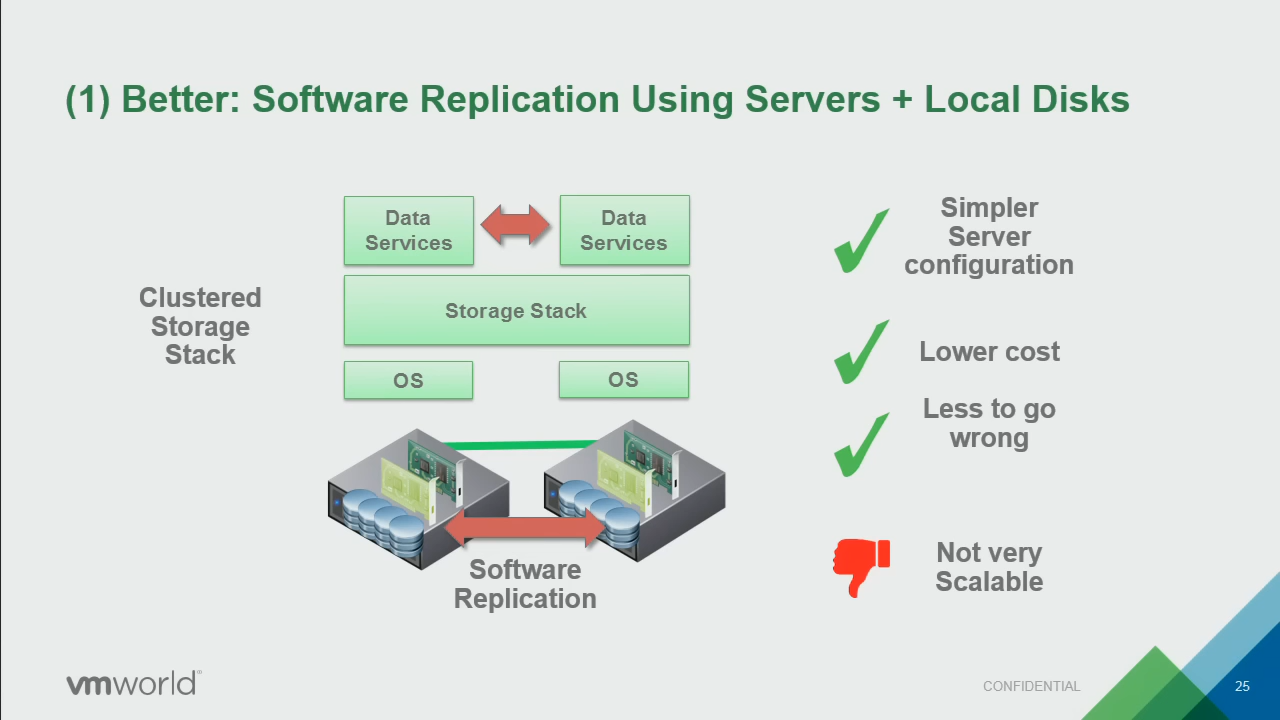 (1) Better: Software Replication Using Servers + Local Disks
Data
Services
Data
Services
Storage Stack
OS
OS
Clustered
Storage
Stack
Software
Replication
Simpler
Server
configuration
Lower cost
Less to go
wrong
Not very
Scalable
vmworld®
CONFIDENTIAL
25